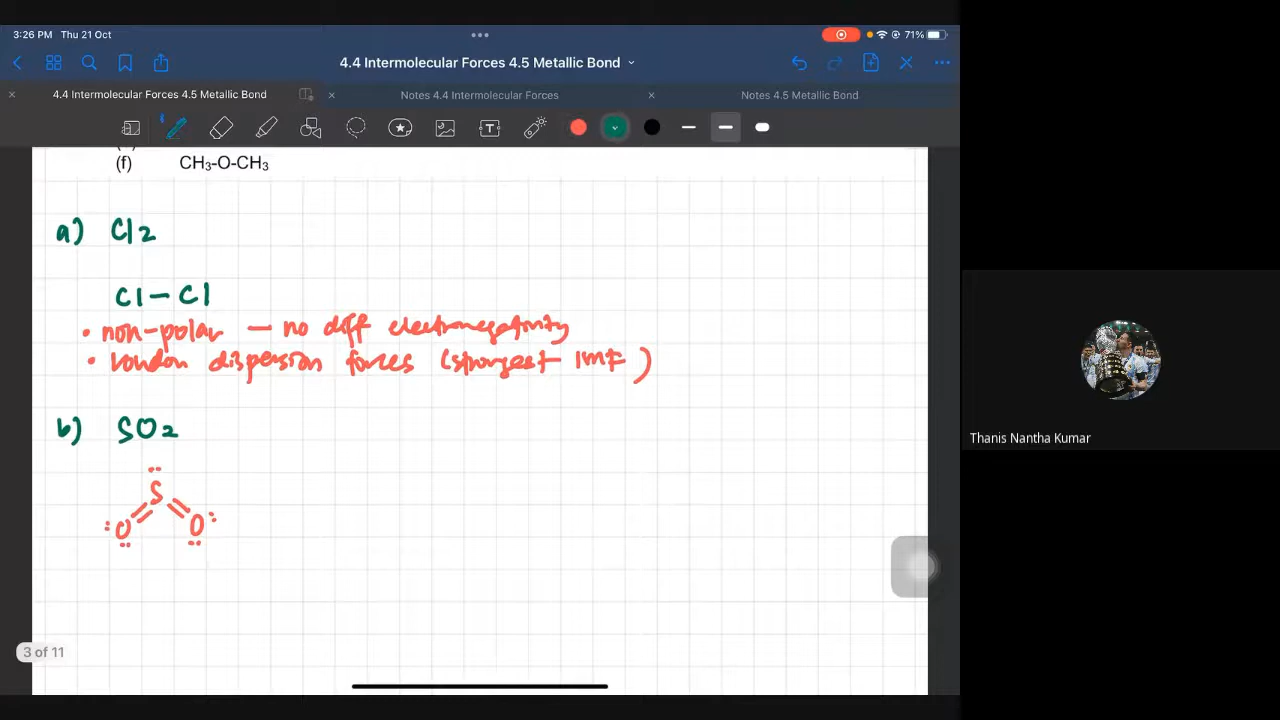 3:26 PM Thu 21 Oct
71%
4.4 Intermolecular Forces 4.5 Metallic Bond
4.4 Intermolecular Forces 4.5 Metallic Bond
Notes 4.4 Intermolecular Forces
Notes 4.5 Metallic Bond
(f) CH3-O-CH3
a) Cl2
Cl – Cl
• non-polar – no diff electronegativity
• London dispersion forces (strongest IMF)
b) SO2
S
O O
3 of 11
Thanis Nantha Kumar